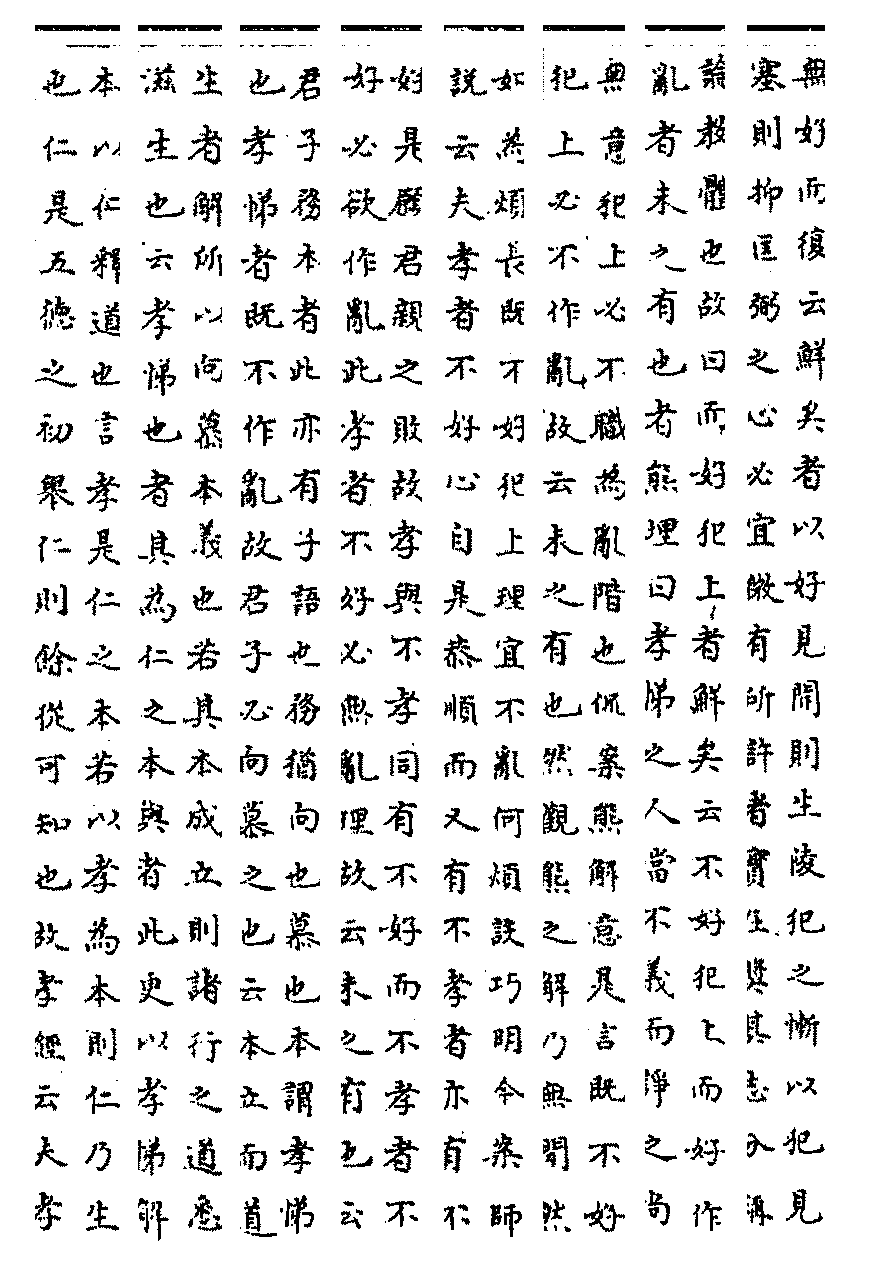 無好而復云鮮矣者以好見開則生陵犯之慚以犯見
塞則抑匡弼之心必宜微有所許者實在獎其志分稱
論教體也故曰而好犯上者鮮矣云不好犯上而好作
亂者未之有也者熊理曰孝悌之人當不義而諍之尚
無意犯上必不職為亂階也侃案熊解意是言既不好
犯上必不作亂故云未之有也然觀熊之解乃無間然
如為煩長既不好犯上理宜不亂何煩設巧明今案師
說云夫孝者不好心自是恭順而又有不孝者亦有不
好是願君親之敗故孝與不孝同有不好而不孝者不
好必欲作亂此孝者不好必無亂理故云未之有也云
君子務本者此亦有子語也務猶向也慕也本謂孝悌
也孝悌者既不作亂故君子必向慕之也云本立而道
生者解所以向慕本義也若其本成立則諸行之道悉
滋生也云孝悌也者其為仁之本與者此更以孝悌解
本以仁釋道也言孝是仁之本若以孝為本則仁乃生
也仁是五德之初舉仁則餘從可知也故孝經云夫孝